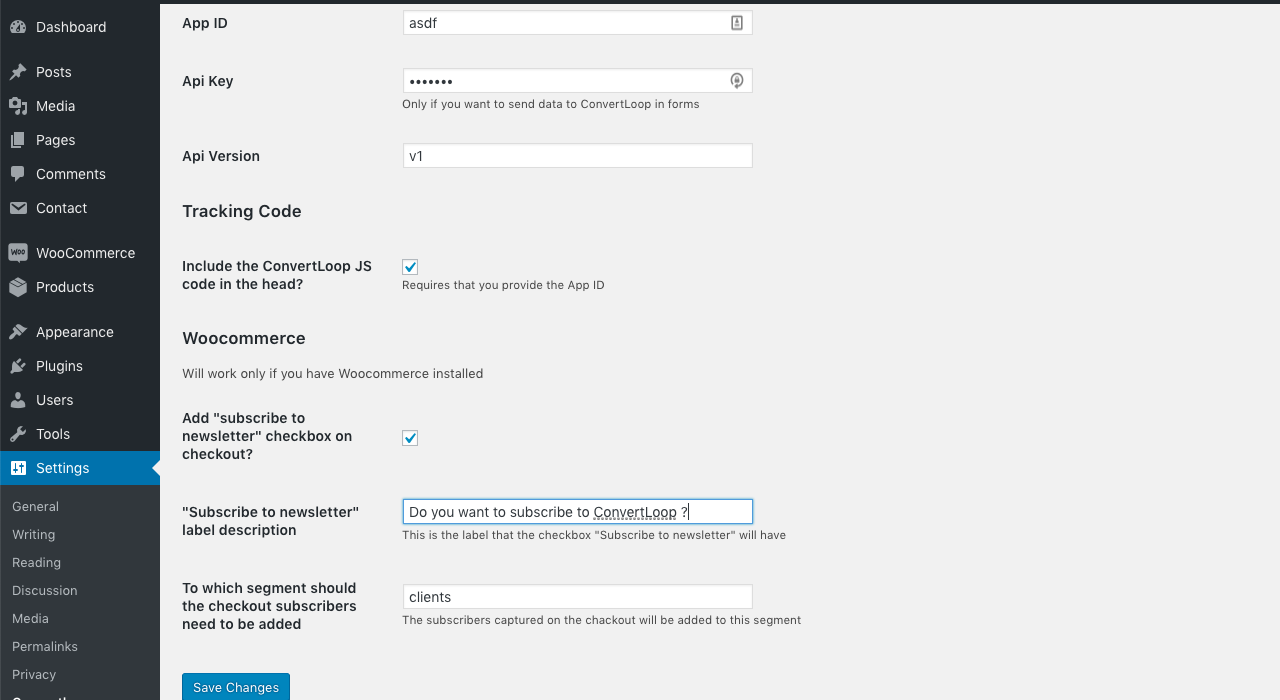 Dashboard
Posts
Media
Pages
Comments
Contact
WOO WooCommerce
Products
Appearance
Plugins
Users
Tools
Settings
General
Writing
Reading
Discussion
Media
Permalinks
Privacy
App ID
asdf
Api Key
•••••••
Only if you want to send data to ConvertLoop in forms
Api Version
v1
Tracking Code
Include the ConvertLoop JS
code in the head?
Requires that you provide the App ID
Woocommerce
Will work only if you have Woocommerce installed
Add "subscribe to
newsletter" checkbox on
checkout?
"Subscribe to newsletter"
label description
Do you want to subscribe to ConvertLoop ?
This is the label that the checkbox "Subscribe to newsletter" will have
To which segment should
the checkout subscribers
need to be added
clients
The subscribers captured on the chackout will be added to this segment
Save Changes